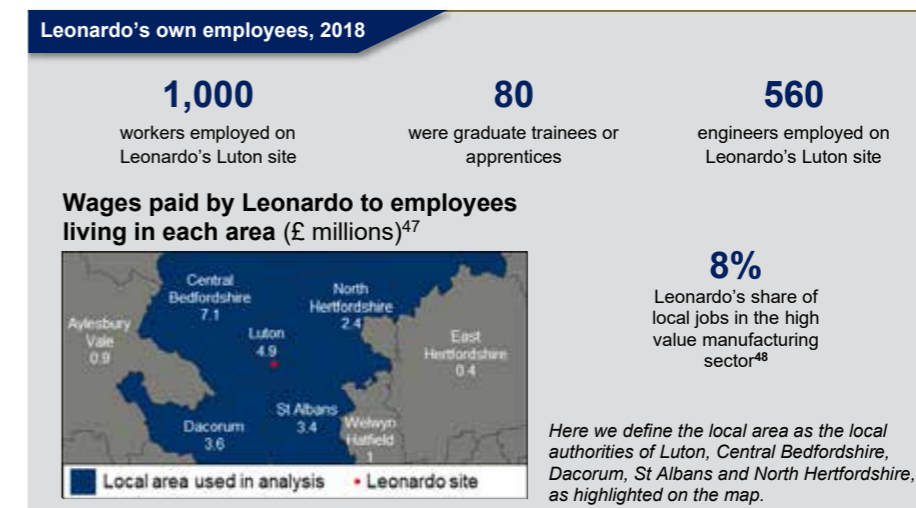 Leonardo's own employees, 2018
1,000
workers employed on
Leonardo's Luton site
80
were graduate trainees or
apprentices
560
engineers employed on
Leonardo's Luton site
Wages paid by Leonardo to employees
living in each area (£ millions)47
Central
Bedfordshire
7.1
North
Hertfordshire
2.4
Aylesbury
Vale
0.9
Luton
4.9
East
Hertfordshire
0.4
St Albans
3.4
Dacorum
3.6
Welwyn
Hatfield
1
Local area used in analysis
Leonardo site
8%
Leonardo's share of
local jobs in the high
value manufacturing
sector48
Here we define the local area as the local
authorities of Luton, Central Bedfordshire,
Dacorum, St Albans and North Hertfordshire,
as highlighted on the map.